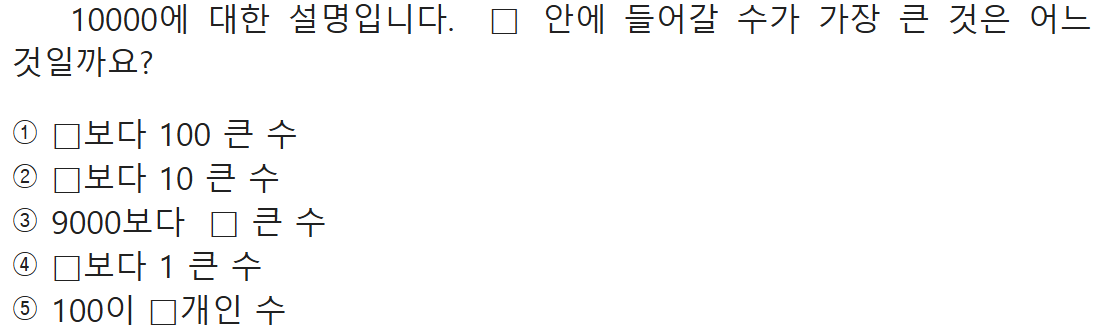 10000에 대한 설명입니다. □ 안에 들어갈 수가 가장 큰 것은 어느
것일까요?
① □보다 100 큰 수
② □보다 10 큰 수
③ 9000보다 □ 큰 수
④ □보다 1 큰 수
⑤ 100이 □개인 수